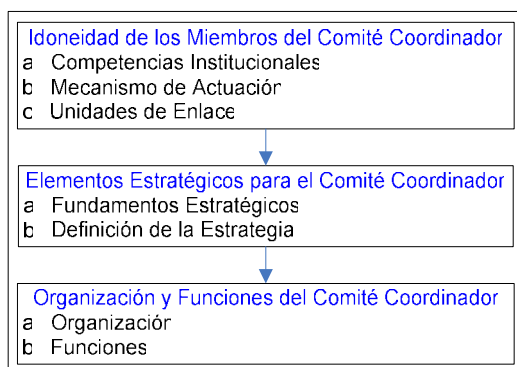 Idoneidad de los Miembros del Comité Coordinador
a Competencias Institucionales
b Mecanismo de Actuación
c Unidades de Enlace
Elementos Estratégicos para el Comité Coordinador
a Fundamentos Estratégicos
b Definición de la Estrategia
Organización y Funciones del Comité Coordinador
a Organización
b Funciones